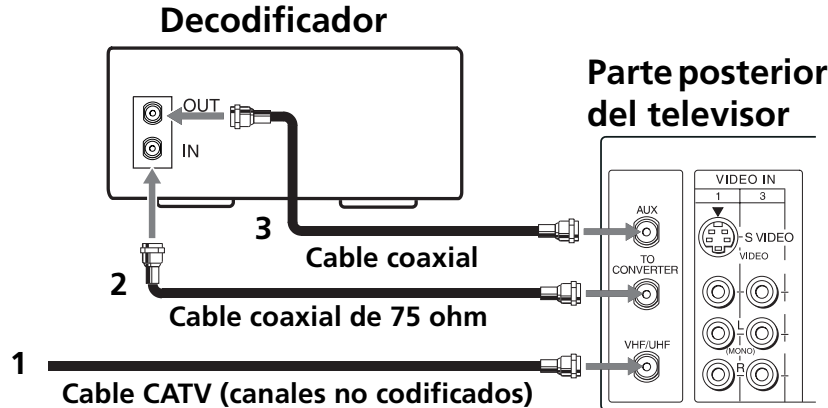 Decodificador
Parte posterior
del televisor
OUT
IN
VIDEO IN
1 3
AUX
S VIDEO
VIDEO
TO
CONVERTER
3
Cable coaxial
2
Cable coaxial de 75 ohm
L
(MONO)
R
VHF/UHF
1
Cable CATV (canales no codificados)